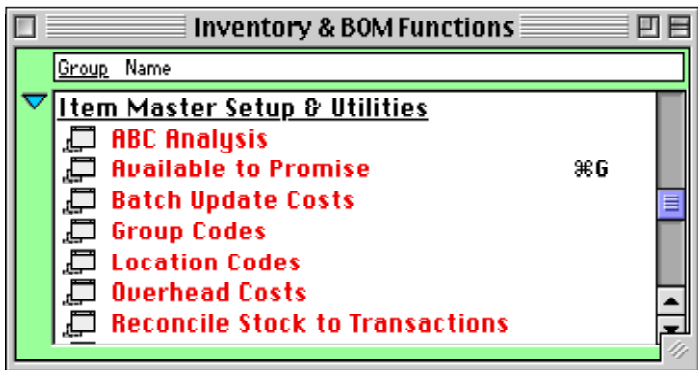 Inventory & BOM Functions
Group Name
Item Master Setup & Utilities
ABC Analysis
Available to Promise ⌘G
Batch Update Costs
Group Codes
Location Codes
Overhead Costs
Reconcile Stock to Transactions